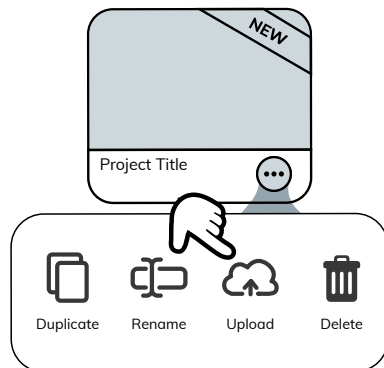 NEW
Project Title
Duplicate
Rename
Upload
Delete